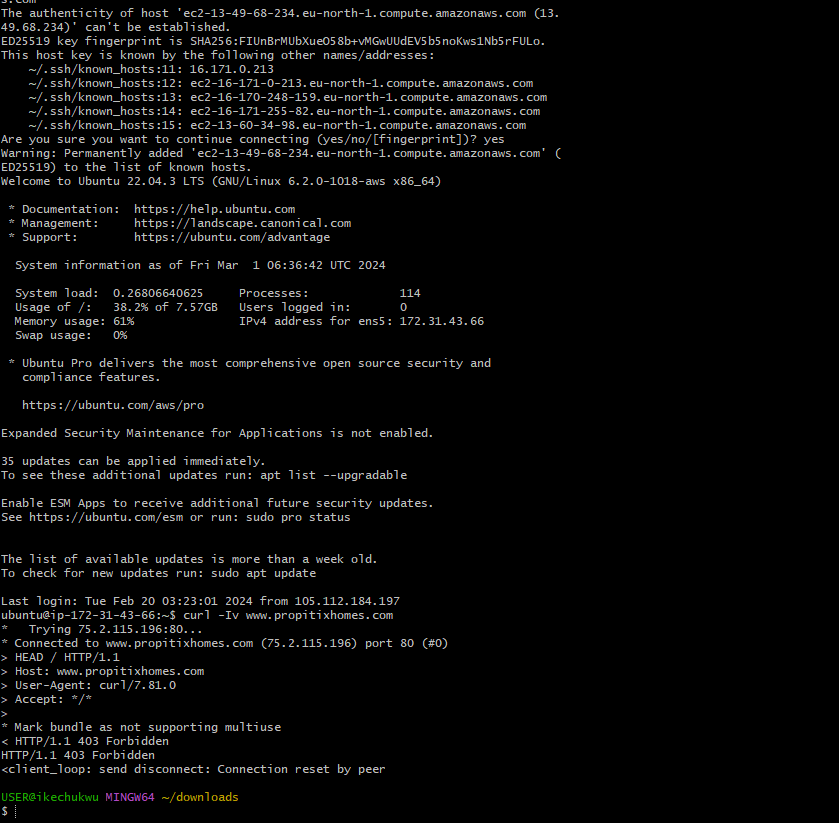 s.com
The authenticity of host 'ec2-13-49-68-234.eu-north-1.compute.amazonaws.com (13.
49.68.234)' can't be established.
ED25519 key fingerprint is SHA256:FIUnBrMUbXueO58b+vMGwUUdEV5b5noKws1Nb5rFULo.
This host key is known by the following other names/addresses:
    ~/.ssh/known_hosts:11: 16.171.0.213
    ~/.ssh/known_hosts:12: ec2-16-171-0-213.eu-north-1.compute.amazonaws.com
    ~/.ssh/known_hosts:13: ec2-16-170-248-159.eu-north-1.compute.amazonaws.com
    ~/.ssh/known_hosts:14: ec2-16-171-255-82.eu-north-1.compute.amazonaws.com
    ~/.ssh/known_hosts:15: ec2-13-60-34-98.eu-north-1.compute.amazonaws.com
Are you sure you want to continue connecting (yes/no/[fingerprint])? yes
Warning: Permanently added 'ec2-13-49-68-234.eu-north-1.compute.amazonaws.com' (
ED25519) to the list of known hosts.
Welcome to Ubuntu 22.04.3 LTS (GNU/Linux 6.2.0-1018-aws x86_64)

 * Documentation:  https://help.ubuntu.com
 * Management:     https://landscape.canonical.com
 * Support:        https://ubuntu.com/advantage

  System information as of Fri Mar  1 06:36:42 UTC 2024

  System load:  0.26806640625     Processes:             114
  Usage of /:   38.2% of 7.57GB   Users logged in:       0
  Memory usage: 61%               IPv4 address for ens5: 172.31.43.66
  Swap usage:   0%

 * Ubuntu Pro delivers the most comprehensive open source security and
   compliance features.

   https://ubuntu.com/aws/pro

Expanded Security Maintenance for Applications is not enabled.

35 updates can be applied immediately.
To see these additional updates run: apt list --upgradable

Enable ESM Apps to receive additional future security updates.
See https://ubuntu.com/esm or run: sudo pro status


The list of available updates is more than a week old.
To check for new updates run: sudo apt update

Last login: Tue Feb 20 03:23:01 2024 from 105.112.184.197
ubuntu@ip-172-31-43-66:~$ curl -Iv www.propitixhomes.com
*   Trying 75.2.115.196:80...
* Connected to www.propitixhomes.com (75.2.115.196) port 80 (#0)
> HEAD / HTTP/1.1
> Host: www.propitixhomes.com
> User-Agent: curl/7.81.0
> Accept: */*
>
* Mark bundle as not supporting multiuse
< HTTP/1.1 403 Forbidden
HTTP/1.1 403 Forbidden
<client_loop: send disconnect: Connection reset by peer

USER@ikechukwu MINGW64 ~/downloads
$